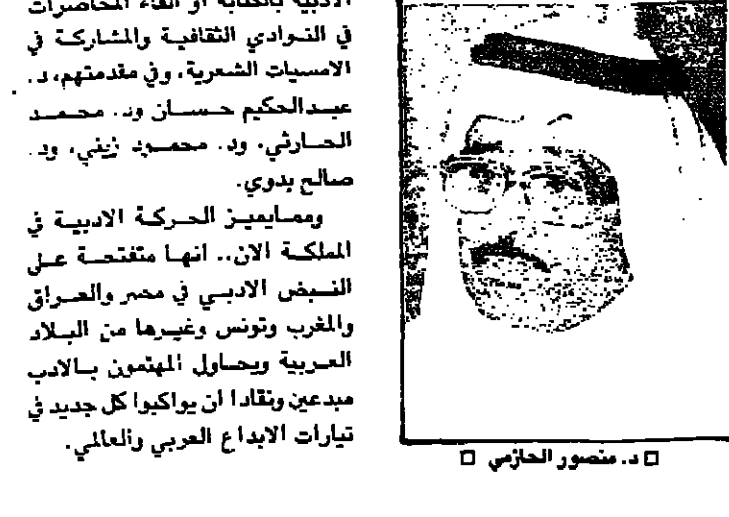 الأدبية بالكتابة أو القاء المحاضرات
في النوادي الثقافية والمشاركة في
الامسيات الشعرية، وفي مقدمتهم، د.
عبدالحكيم حسان ود. محمد
الحارثي، ود. محمود زيني، ود.
صالح بدوي.
ومما يميز الحركة الادبية في
المملكة الان.. انها متفتحة على
النبض الادبي في مصر والعراق
والمغرب وتونس وغيرها من البلاد
العربية ويحاول المهتمون بالادب
مبدعين ونقادا ان يواكبوا كل جديد في
تيارات الابداع العربي والعالمي.
□ د. منصور الحازمي □